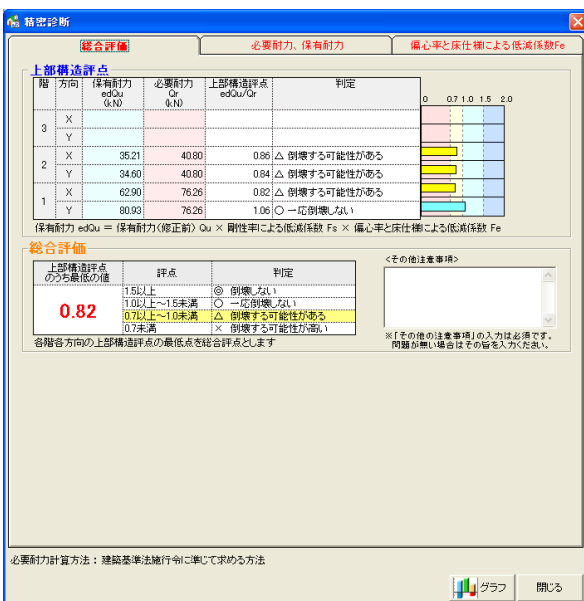 精密診断
総合評価 必要耐力、保有耐力 偏心率と床仕様による低減係数Fe
上部構造評点
階 方向 保有耐力 edQu (kN) 必要耐力 Qr (kN) 上部構造評点 edQu/Qr 判定
0 0.7 1.0 1.5 2.0
3 X
Y
2 X 35.21 40.80 0.86 △ 倒壊する可能性がある
Y 34.60 40.80 0.84 △ 倒壊する可能性がある
1 X 62.90 76.26 0.82 △ 倒壊する可能性がある
Y 80.93 76.26 1.06 ○ 一応倒壊しない
保有耐力 edQu = 保有耐力(修正前) Qu × 剛性率による低減係数 Fs × 偏心率と床仕様による低減係数 Fe
総合評価
上部構造評点のうち最低の値 評点 判定
0.82
1.5以上 ◎ 倒壊しない
1.0以上～1.5未満 ○ 一応倒壊しない
0.7以上～1.0未満 △ 倒壊する可能性がある
0.7未満 × 倒壊する可能性が高い
各階各方向の上部構造評点の最低点を総合評点とします
<その他注意事項>
※「その他の注意事項」の入力は必須です。
問題が無い場合はその旨を入力ください。
必要耐力計算方法：建築基準法施行令に準じて求める方法
グラフ 閉じる